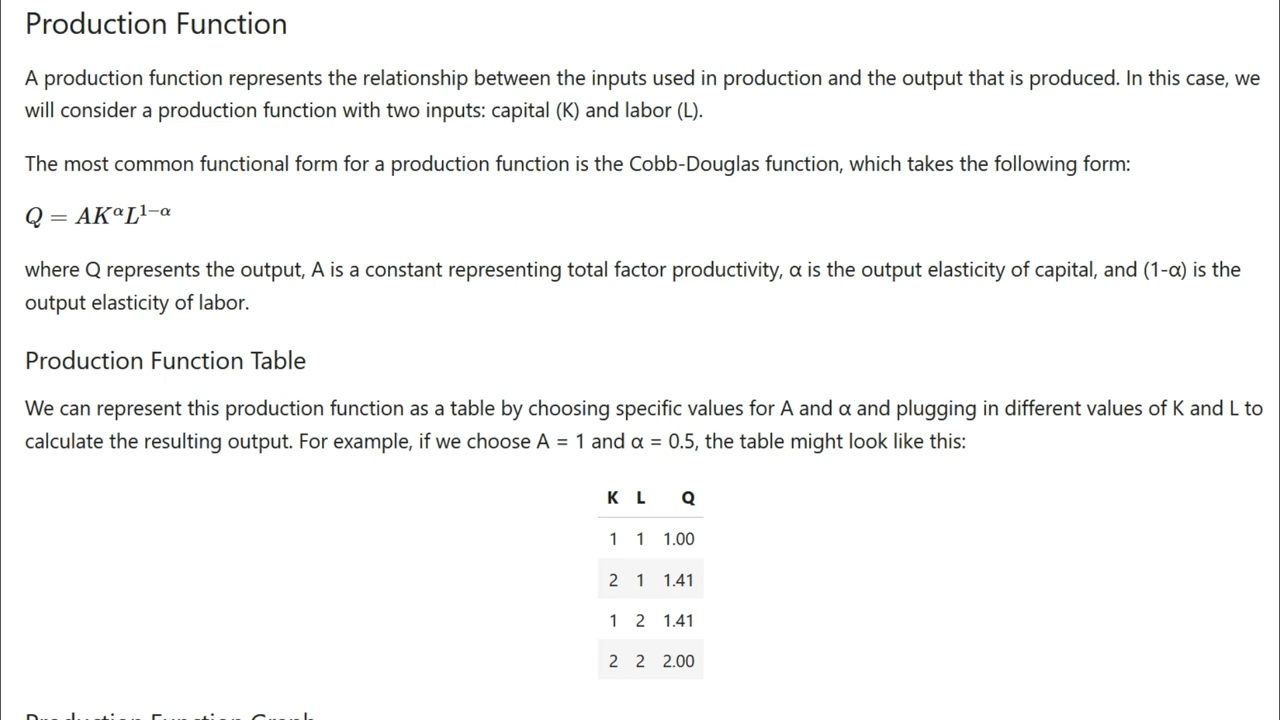 Production Function
A production function represents the relationship between the inputs used in production and the output that is produced. In this case, we
will consider a production function with two inputs: capital (K) and labor (L).
The most common functional form for a production function is the Cobb-Douglas function, which takes the following form:
Q = AK^αL^1−α
where Q represents the output, A is a constant representing total factor productivity, α is the output elasticity of capital, and (1-α) is the
output elasticity of labor.
Production Function Table
We can represent this production function as a table by choosing specific values for A and α and plugging in different values of K and L to
calculate the resulting output. For example, if we choose A = 1 and α = 0.5, the table might look like this:
K L Q
1 1 1.00
2 1 1.41
1 2 1.41
2 2 2.00
Production Function Graph